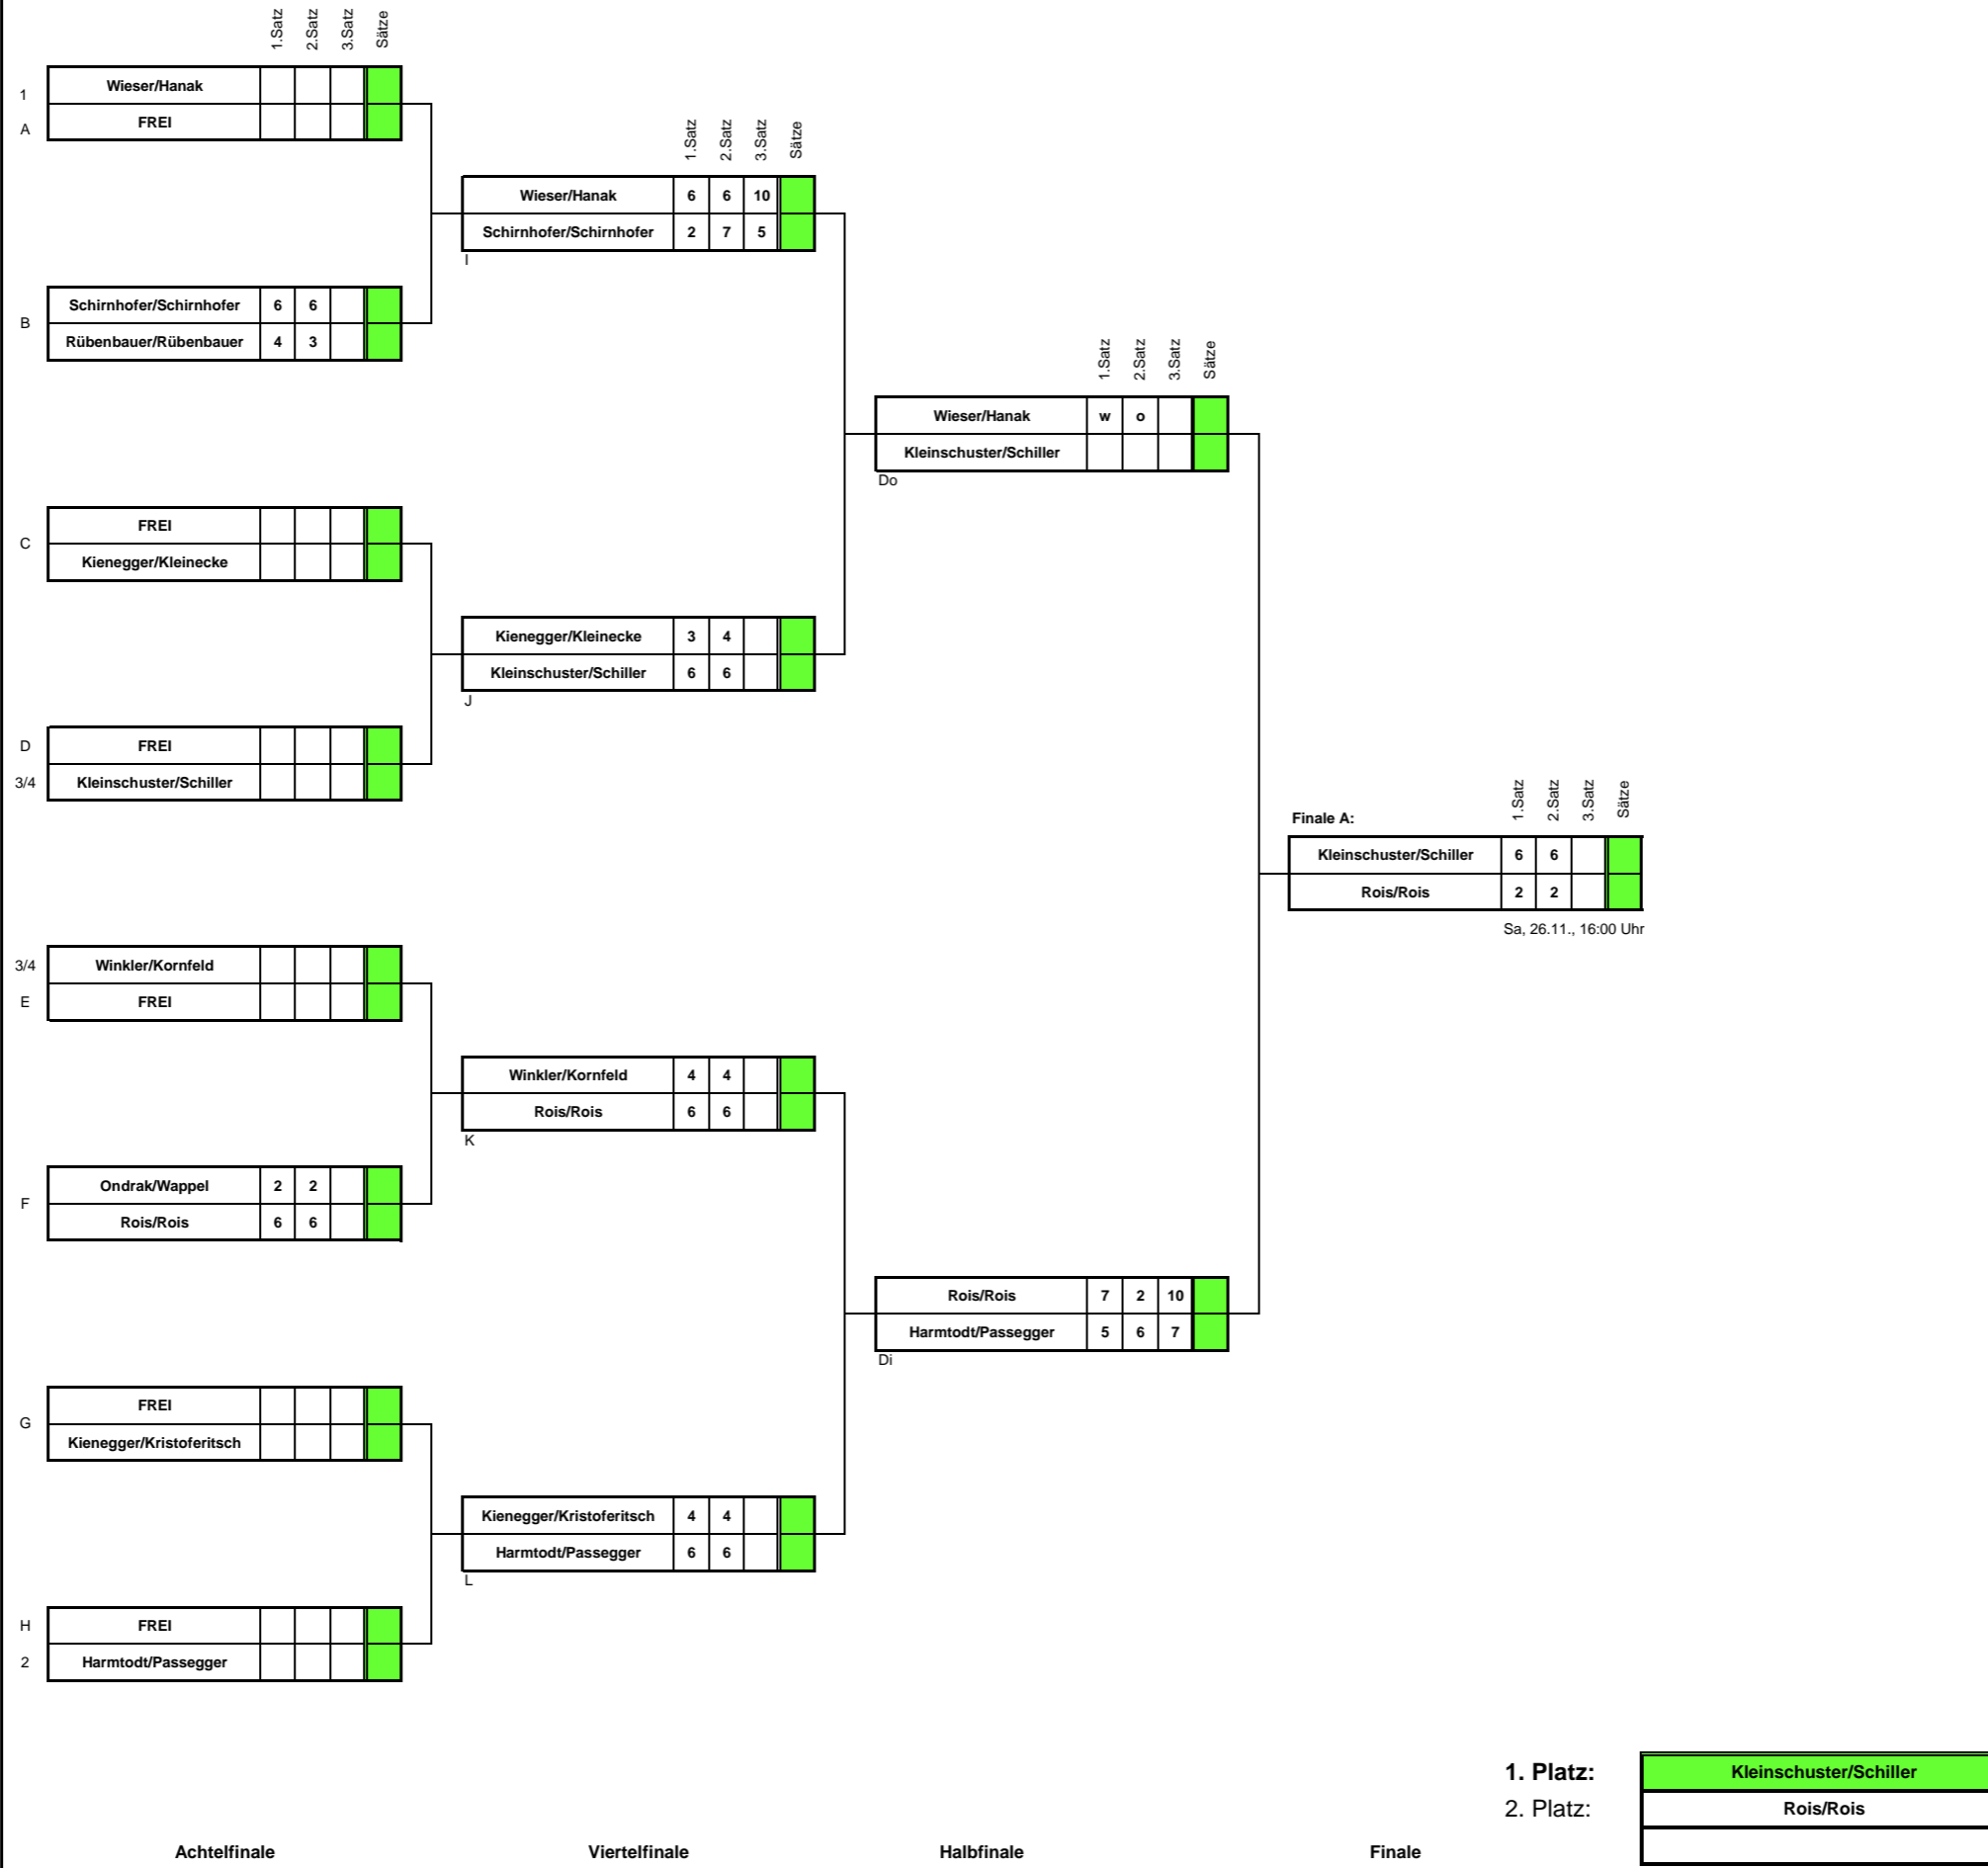 1.Satz 2.Satz 3.Satz Sätze
1 Wieser/Hanak
A FREI
B Schirnhofer/Schirnhofer 6 6
Rübenbauer/Rübenbauer 4 3
C FREI
Kienegger/Kleinecke
D FREI
3/4 Kleinschuster/Schiller
3/4 Winkler/Kornfeld
E FREI
F Ondrak/Wappel 2 2
Rois/Rois 6 6
G FREI
Kienegger/Kristoferitsch
H FREI
2 Harmtodt/Passegger
Achtelfinale
1.Satz 2.Satz 3.Satz Sätze
Wieser/Hanak 6 6 10
Schirnhofer/Schirnhofer 2 7 5
I
Kienegger/Kleinecke 3 4
Kleinschuster/Schiller 6 6
J
Winkler/Kornfeld 4 4
Rois/Rois 6 6
K
Kienegger/Kristoferitsch 4 4
Harmtodt/Passegger 6 6
L
Viertelfinale
1.Satz 2.Satz 3.Satz Sätze
Wieser/Hanak w o
Kleinschuster/Schiller
Do
Rois/Rois 7 2 10
Harmtodt/Passegger 5 6 7
Di
Halbfinale
1.Satz 2.Satz 3.Satz Sätze
Finale A:
Kleinschuster/Schiller 6 6
Rois/Rois 2 2
Sa, 26.11., 16:00 Uhr
Finale
1. Platz: Kleinschuster/Schiller
2. Platz: Rois/Rois